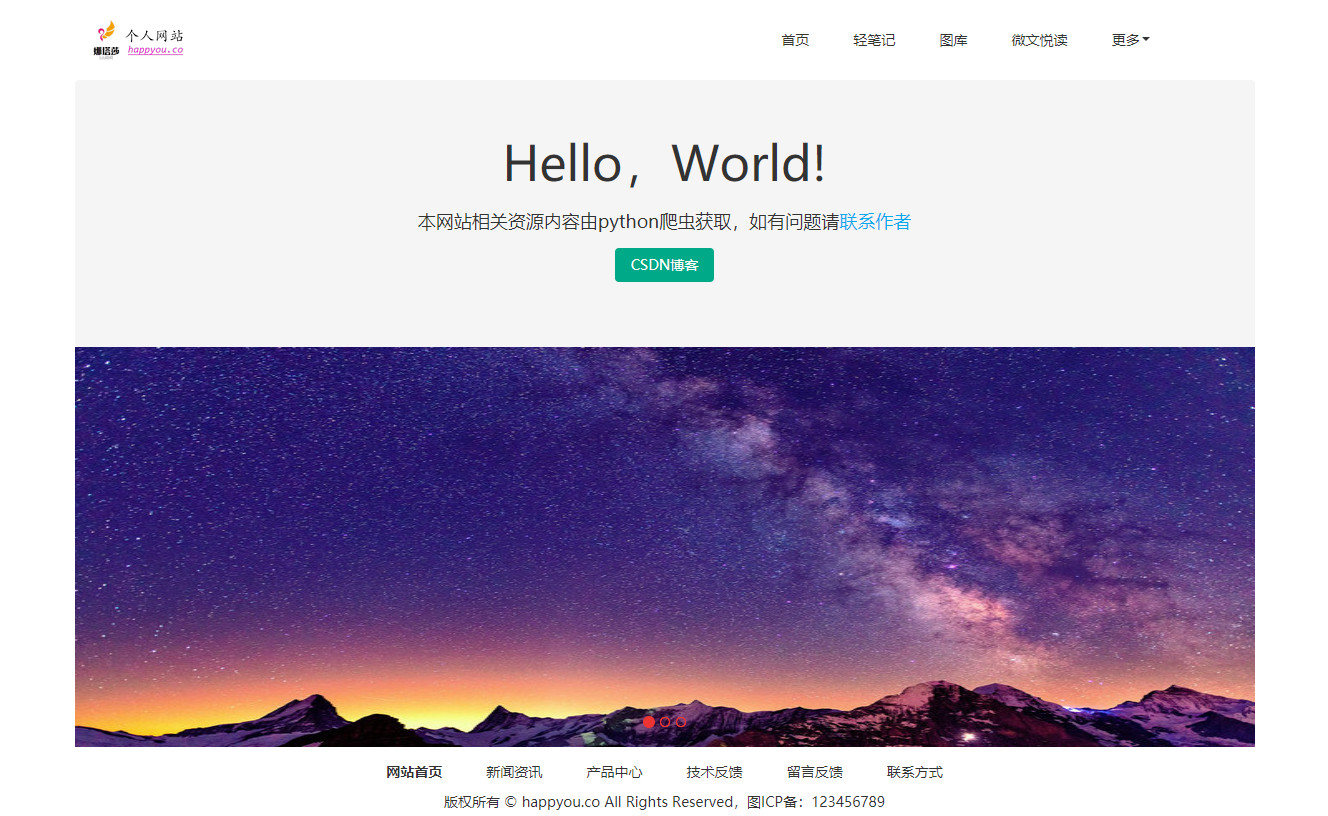 个人网站
娜塔莎 happyou.co
首页 轻笔记 图库 微文悦读 更多
Hello，World!
本网站相关资源内容由python爬虫获取，如有问题请联系作者
CSDN博客
网站首页 新闻资讯 产品中心 技术反馈 留言反馈 联系方式
版权所有 © happyou.co All Rights Reserved，图ICP备：123456789